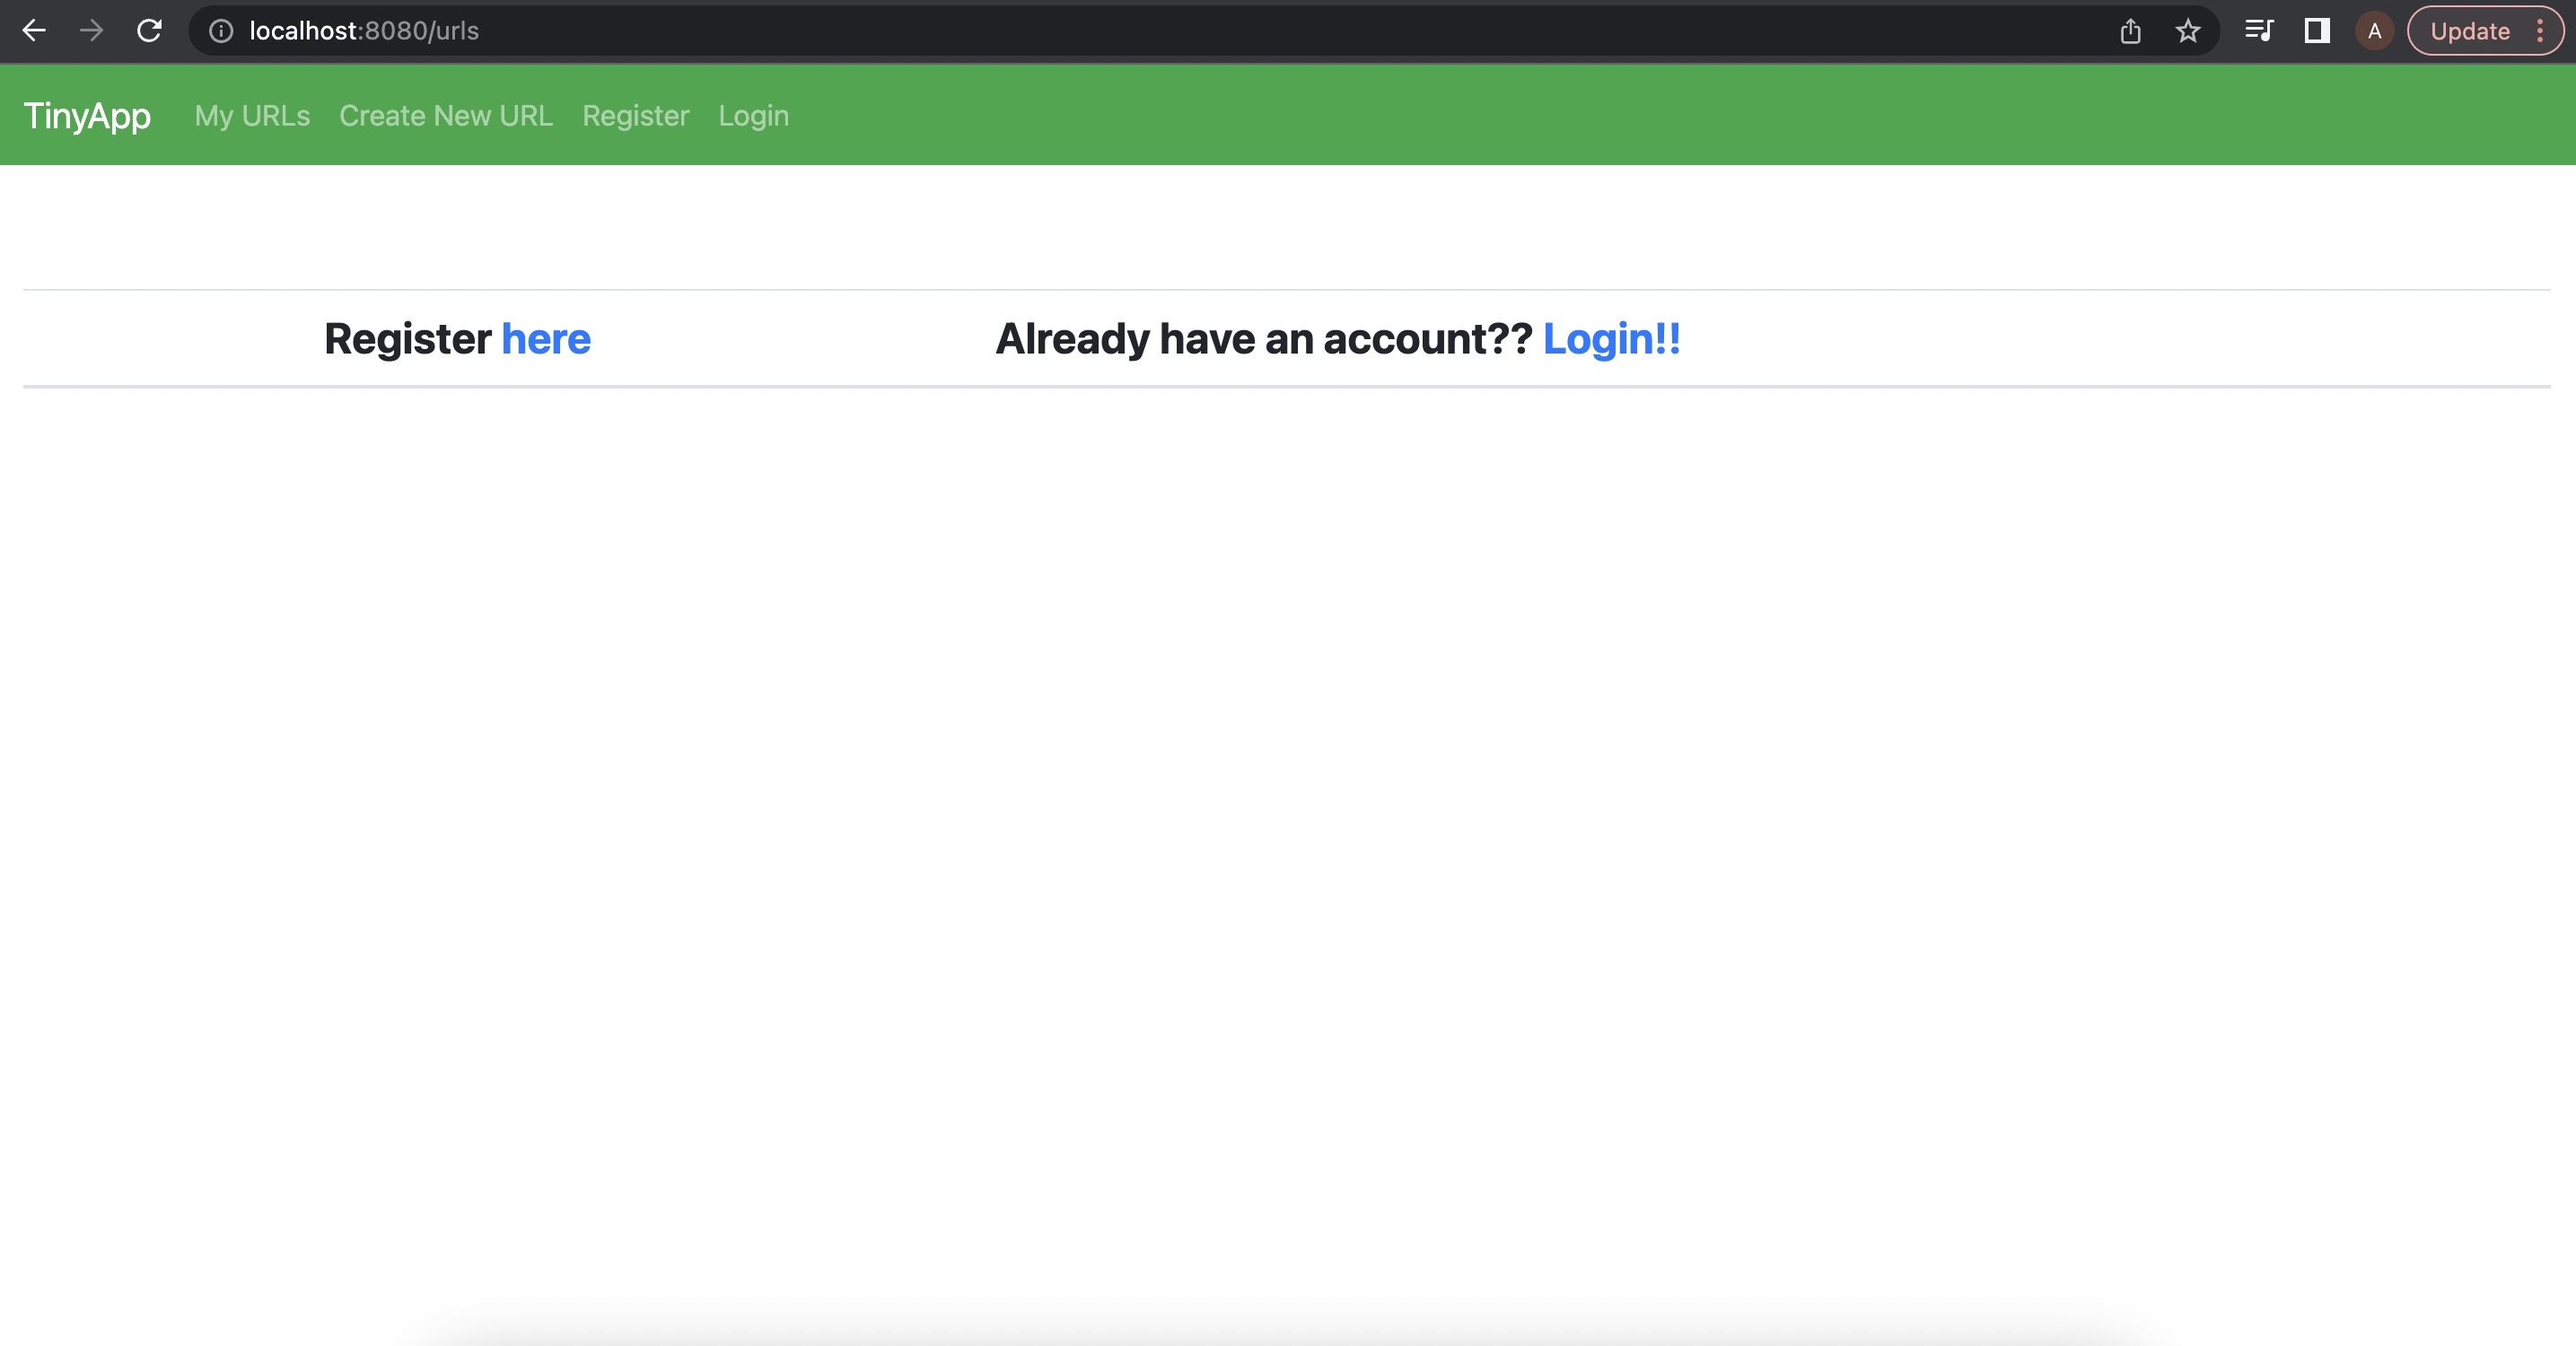 localhost:8080/urls
A
Update
TinyApp My URLs Create New URL Register Login
Register here Already have an account?? Login!!